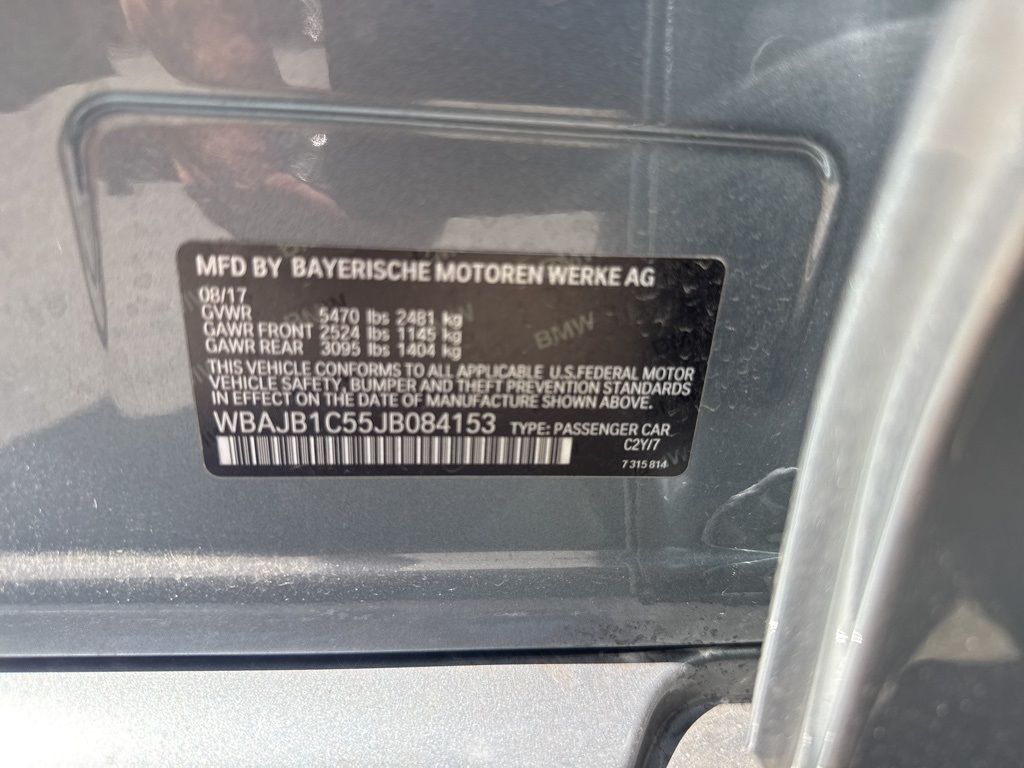 MFD BY BAYERISCHE MOTOREN WERKE AG
08/17
GVWR 5470 lbs 2481 kg
GAWR FRONT 2524 lbs 1145 kg
GAWR REAR 3095 lbs 1404 kg
THIS VEHICLE CONFORMS TO ALL APPLICABLE U.S.FEDERAL MOTOR
VEHICLE SAFETY, BUMPER AND THEFT PREVENTION STANDARDS
IN EFFECT ON THE DATE OF MANUFACTURE SHOWN ABOVE.
WBAJB1C55JB084153 TYPE: PASSENGER CAR
C2Y/7
7 315 814
BMW